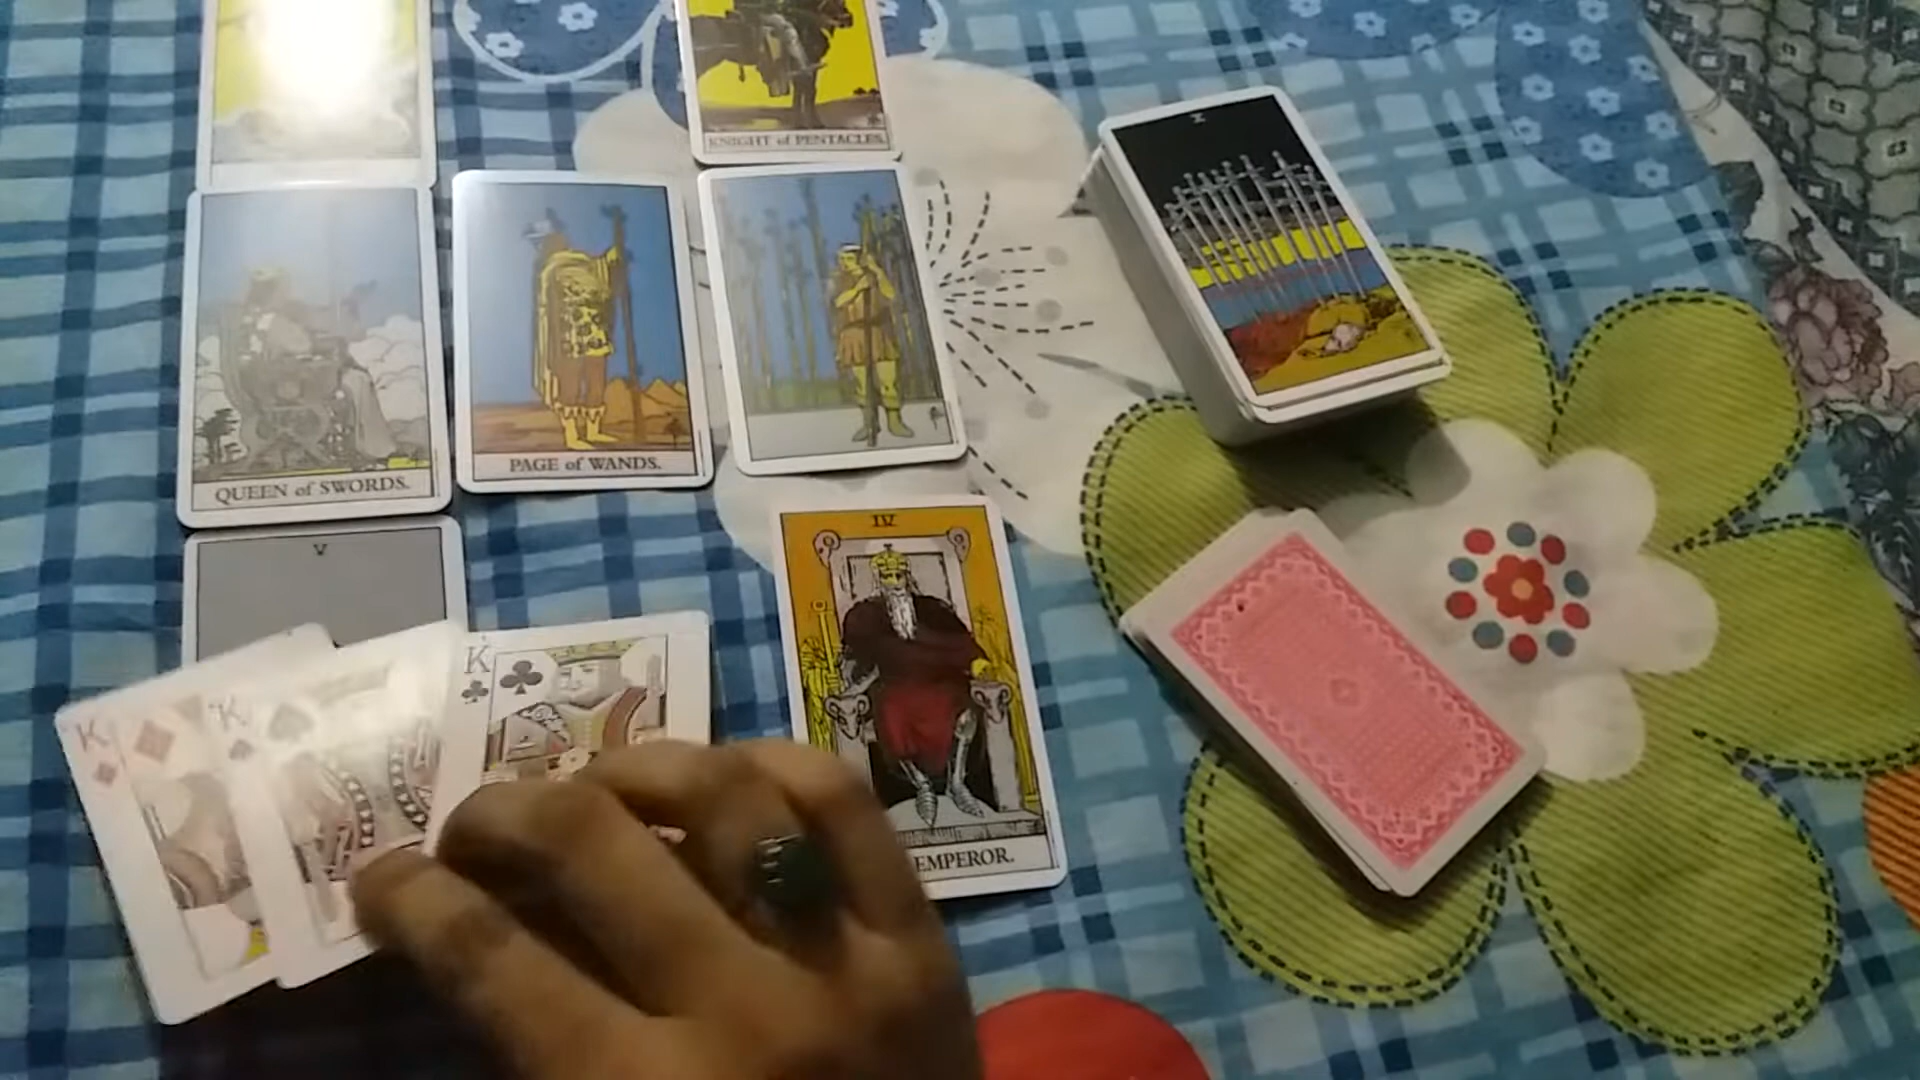 KNIGHT of PENTACLES.
X
QUEEN of SWORDS.
PAGE of WANDS.
IV
V
K
K
K
EMPEROR.